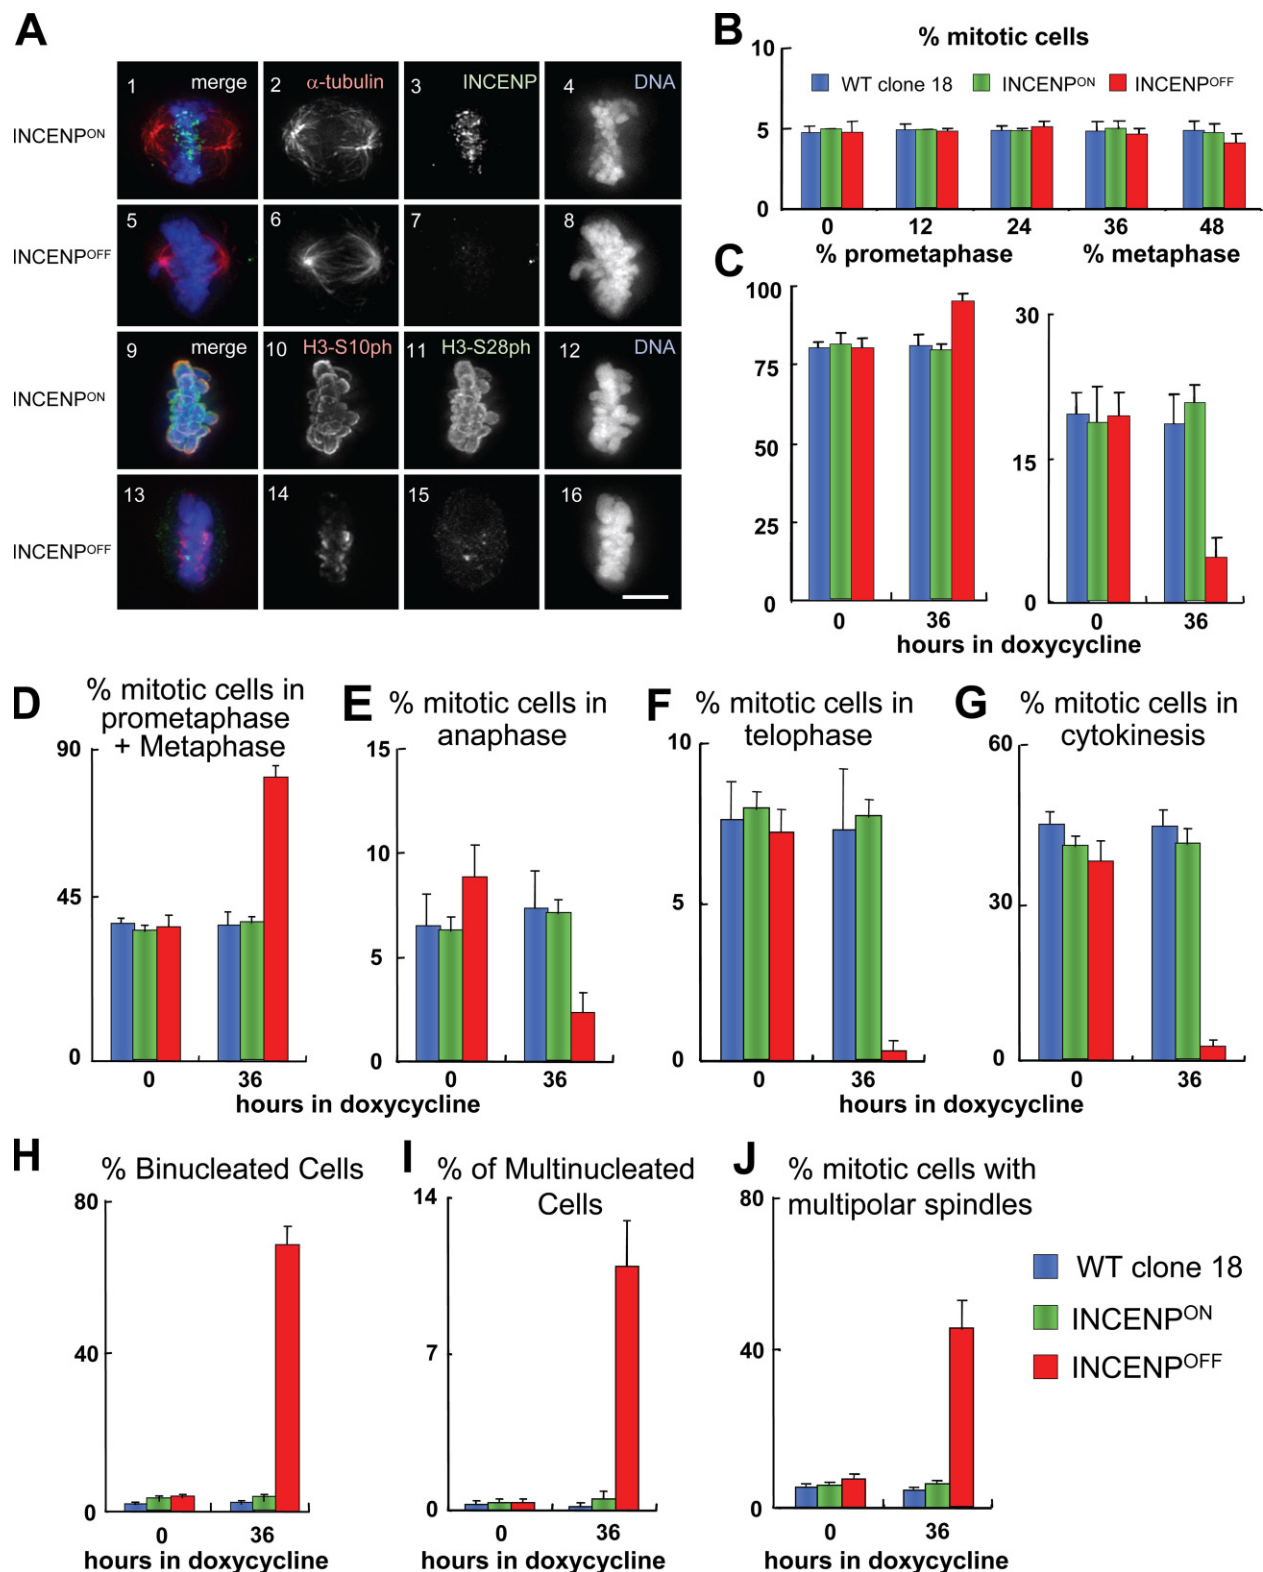 A
INCENPᴼᴺ
1 merge
2 α-tubulin
3 INCENP
4 DNA
INCENPᴼᶠᶠ
5
6
7
8
INCENPᴼᴺ
9 merge
10 H3-S10ph
11 H3-S28ph
12 DNA
INCENPᴼᶠᶠ
13
14
15
16
B
% mitotic cells
10
5
0
WT clone 18
INCENPᴼᴺ
INCENPᴼᶠᶠ
0 12 24 36 48
C
% prometaphase
100
75
50
25
0
0 36
% metaphase
30
15
0
0 36
hours in doxycycline
D
% mitotic cells in
prometaphase
+ Metaphase
90
45
0
0 36
E
% mitotic cells in
anaphase
15
10
5
0
0 36
hours in doxycycline
F
% mitotic cells in
telophase
10
5
0
0 36
G
% mitotic cells in
cytokinesis
60
30
0
0 36
hours in doxycycline
H
% Binucleated Cells
80
40
0
0 36
hours in doxycycline
I
% of Multinucleated
Cells
14
7
0
0 36
hours in doxycycline
J
% mitotic cells with
multipolar spindles
80
40
0
0 36
hours in doxycycline
WT clone 18
INCENPᴼᴺ
INCENPᴼᶠᶠ